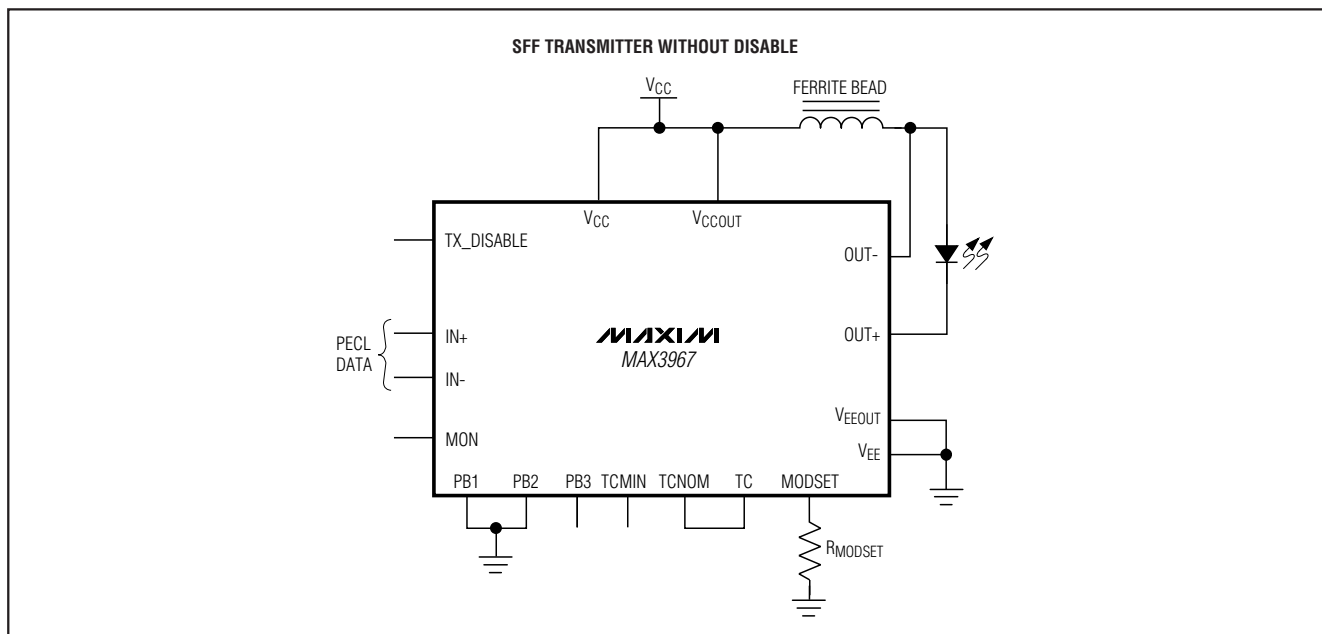 SFF TRANSMITTER WITHOUT DISABLE
VCC
FERRITE BEAD
VCC
VCCOUT
TX_DISABLE
OUT-
PECL
DATA
IN+
MAXIM
MAX3967
OUT+
IN-
VEEOUT
MON
VEE
PB1 PB2 PB3 TCMIN TCNOM TC MODSET
RMODSET